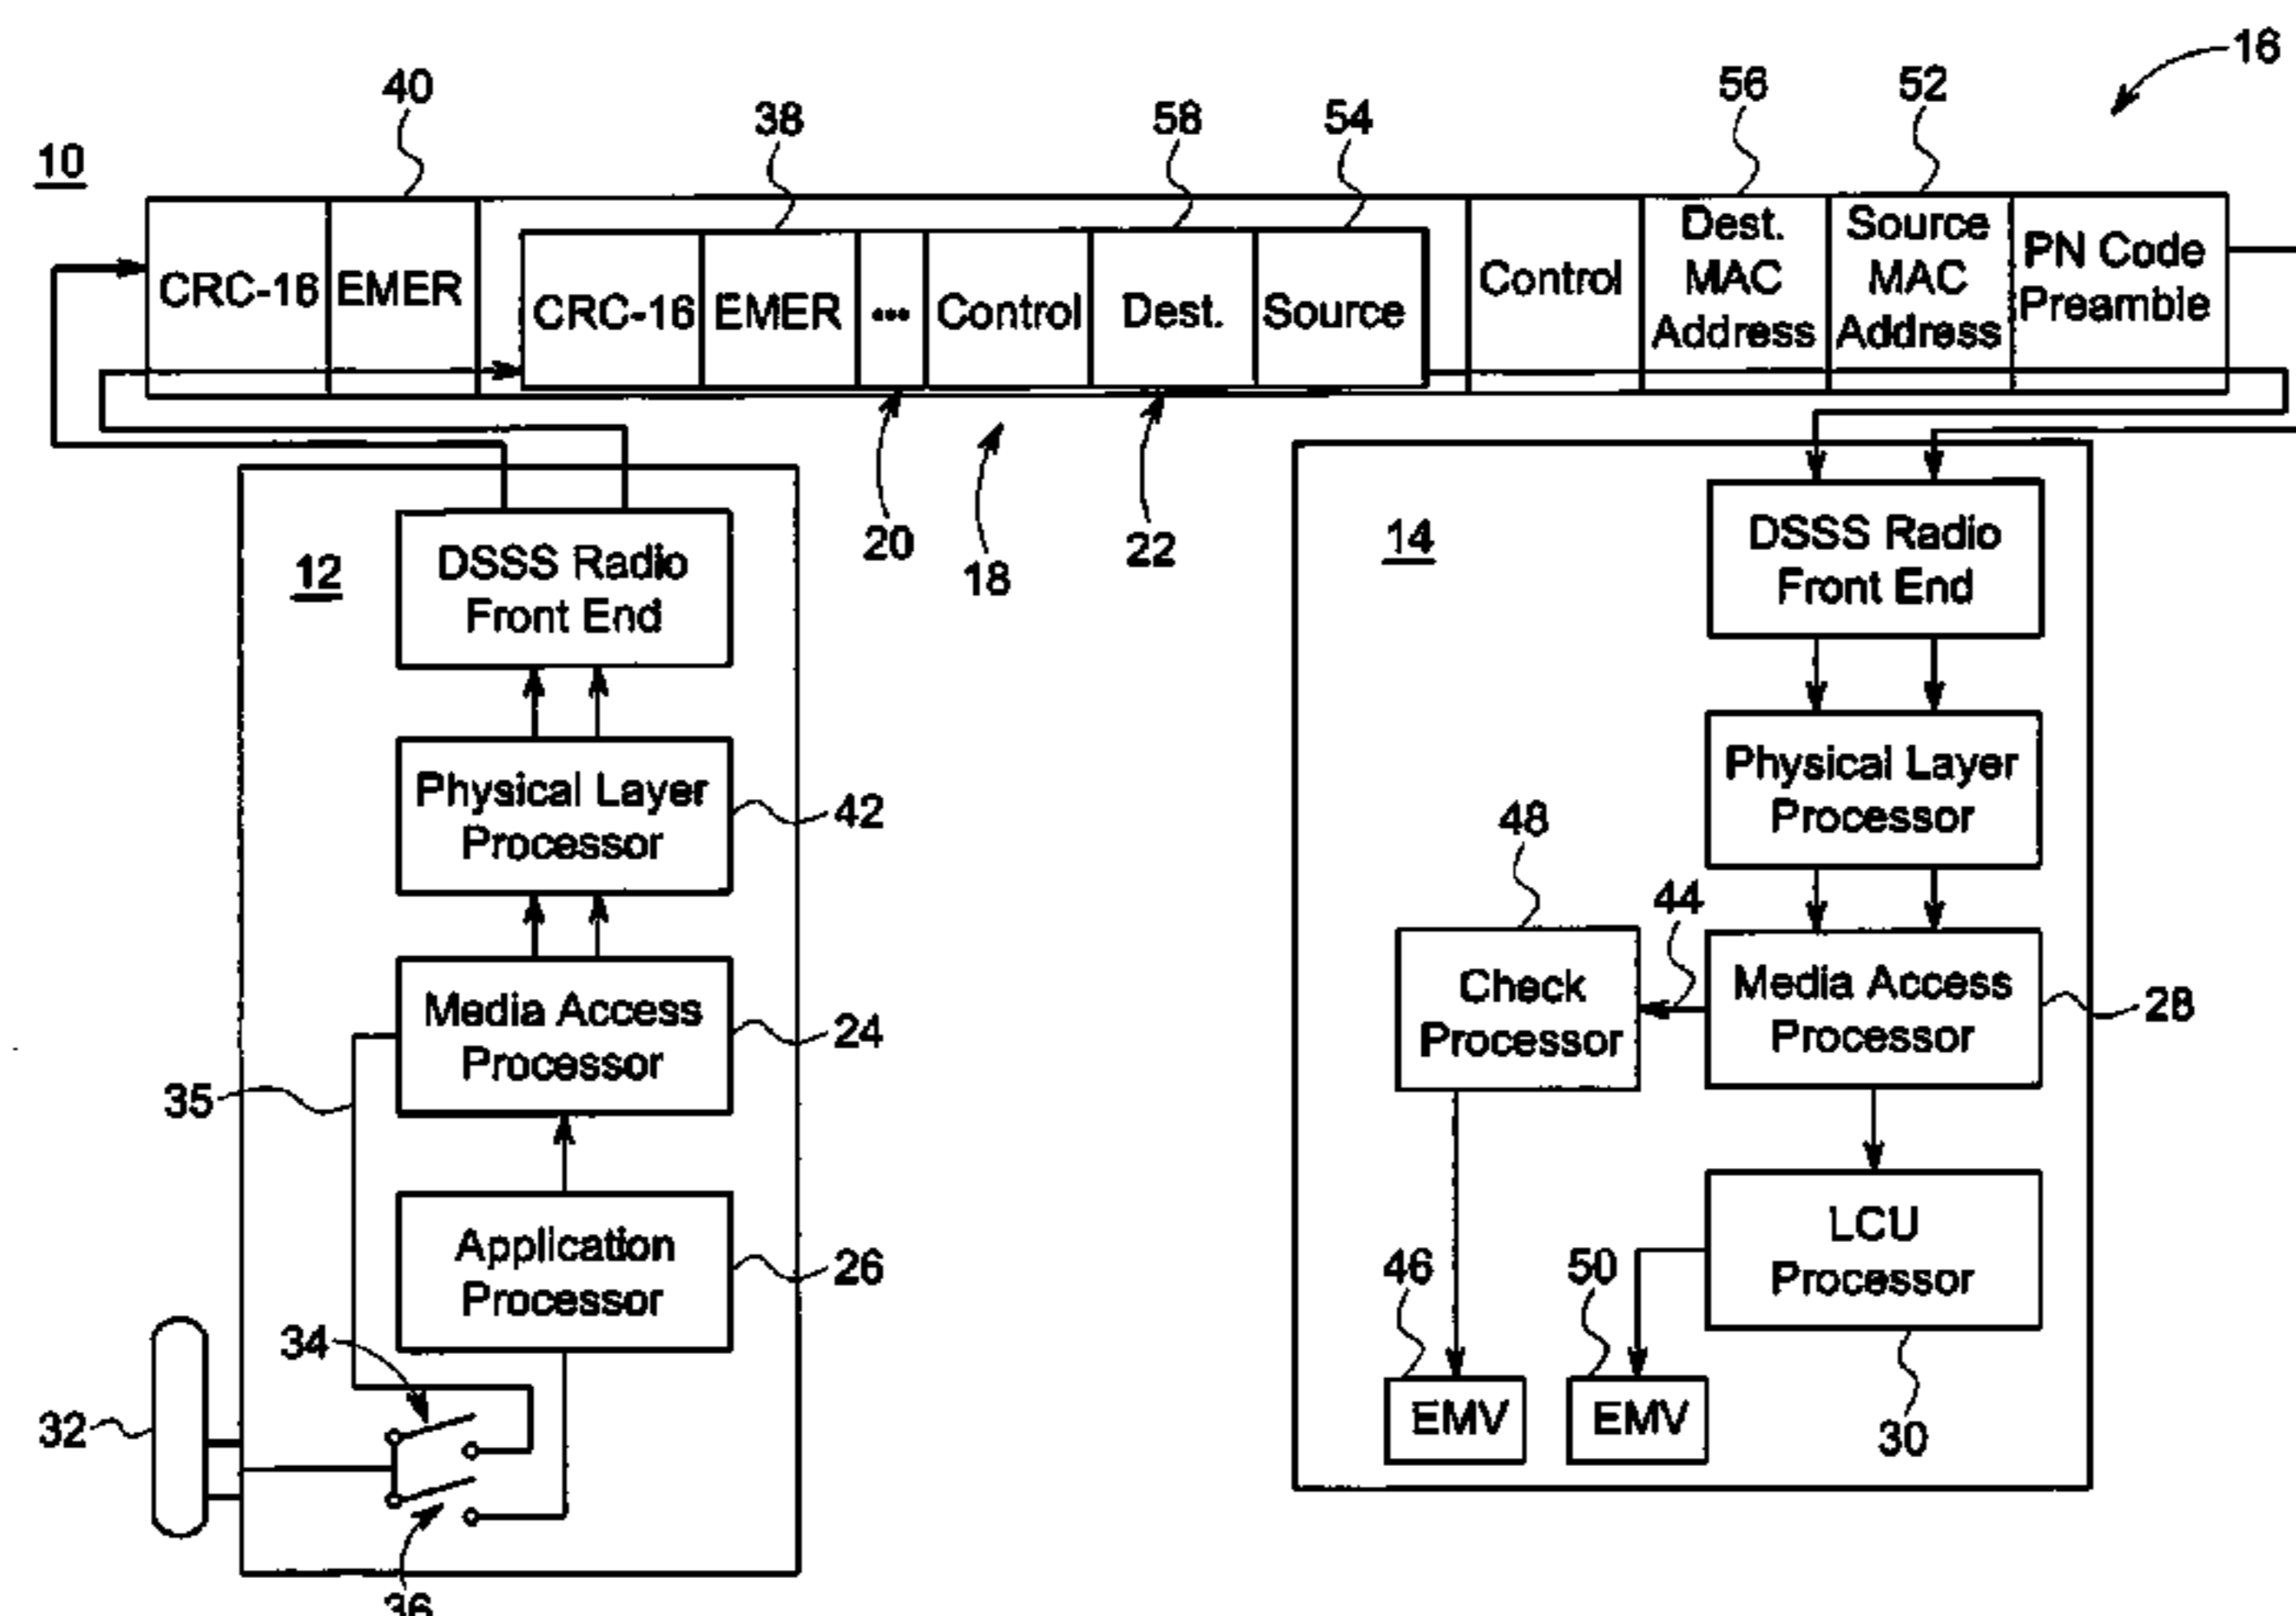 16
40
56
52
38
58
54
10
CRC-16
EMER
CRC-16
EMER
...
Control
Dest.
Source
Control
Dest.
MAC
Address
Source
MAC
Address
PN Code
Preamble
20
18
22
12
DSSS Radio
Front End
Physical Layer
Processor
42
Media Access
Processor
24
35
Application
Processor
26
34
32
36
14
DSSS Radio
Front End
Physical Layer
Processor
48
44
Check
Processor
Media Access
Processor
28
LCU
Processor
46
50
EMV
EMV
30